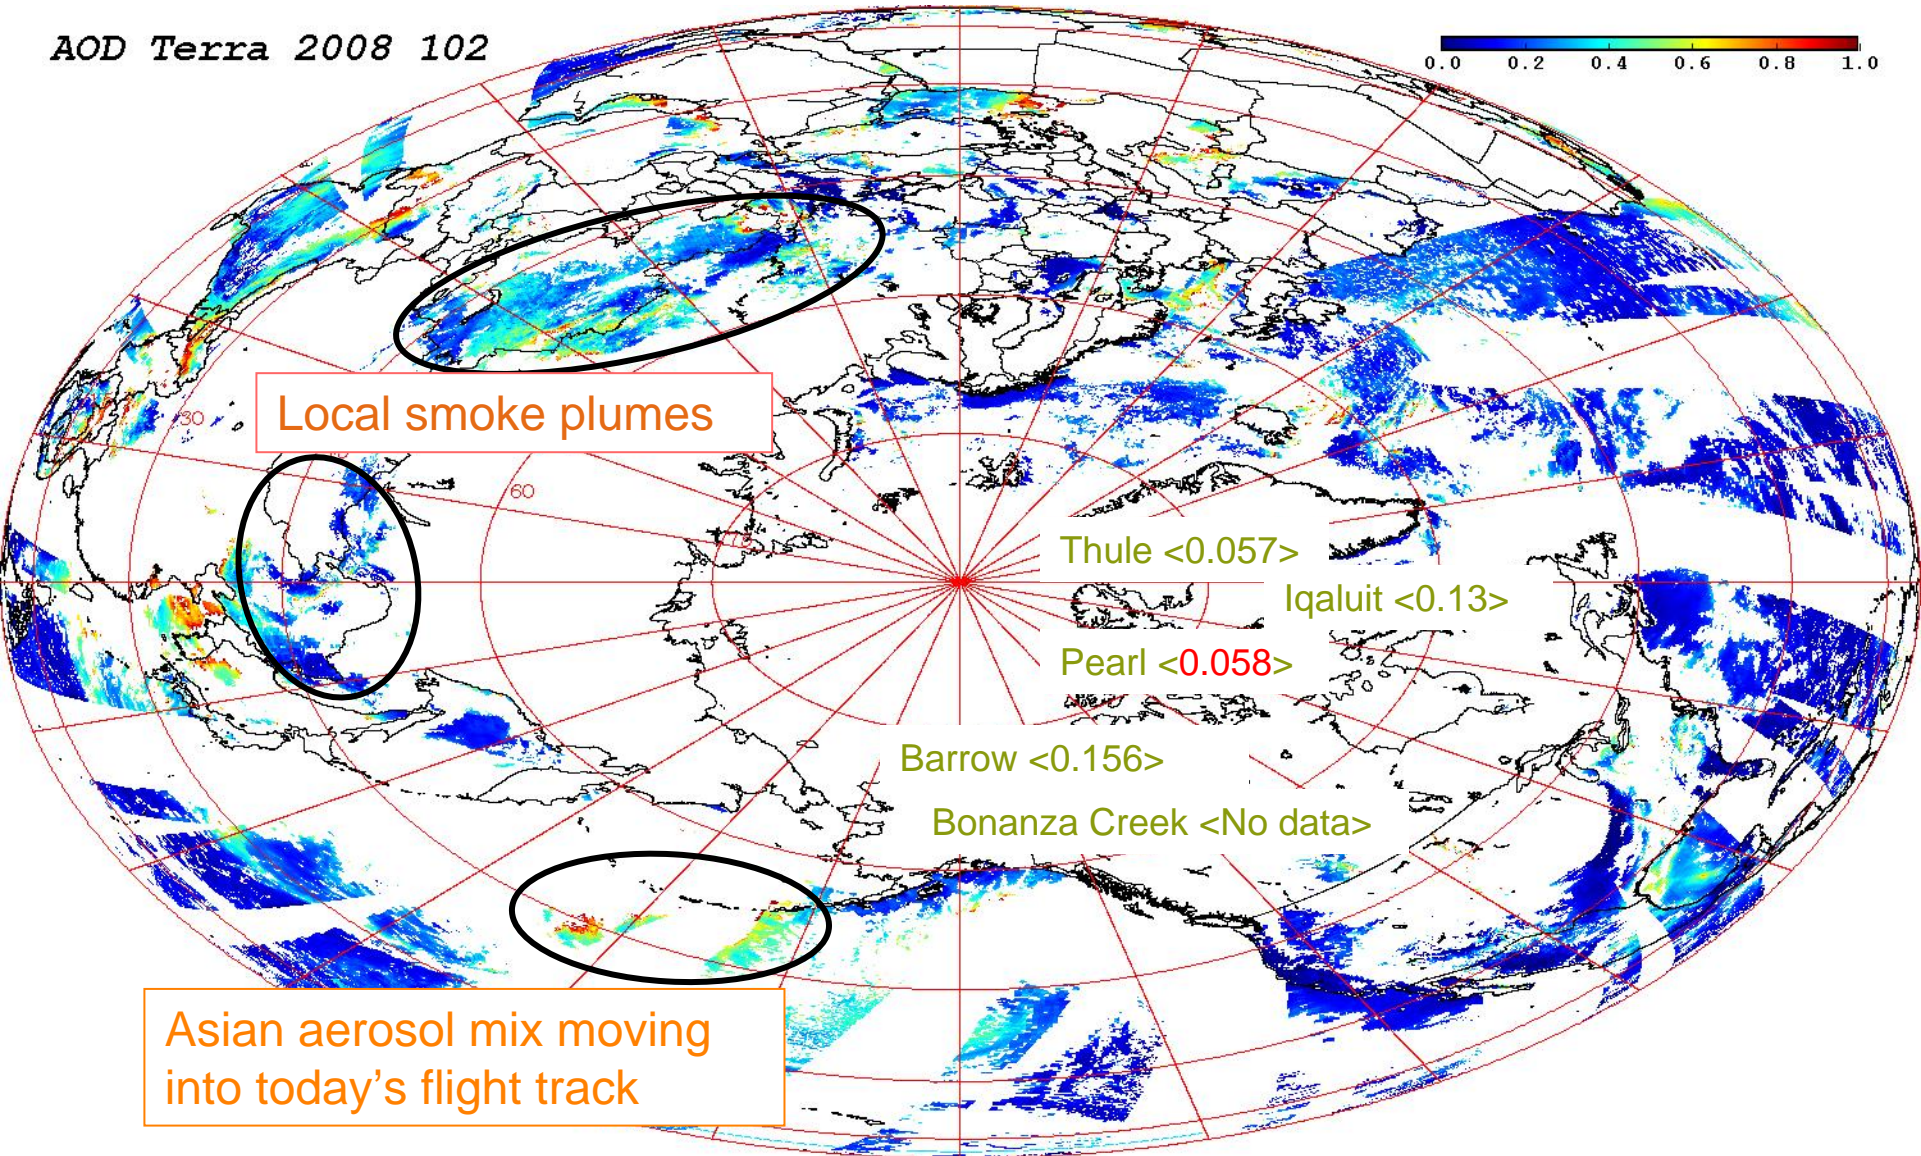 AOD Terra 2008 102
0.0 0.2 0.4 0.6 0.8 1.0
Local smoke plumes
30
60
Thule <0.057>
Iqaluit <0.13>
Pearl <0.058>
Barrow <0.156>
Bonanza Creek <No data>
Asian aerosol mix moving
into today’s flight track